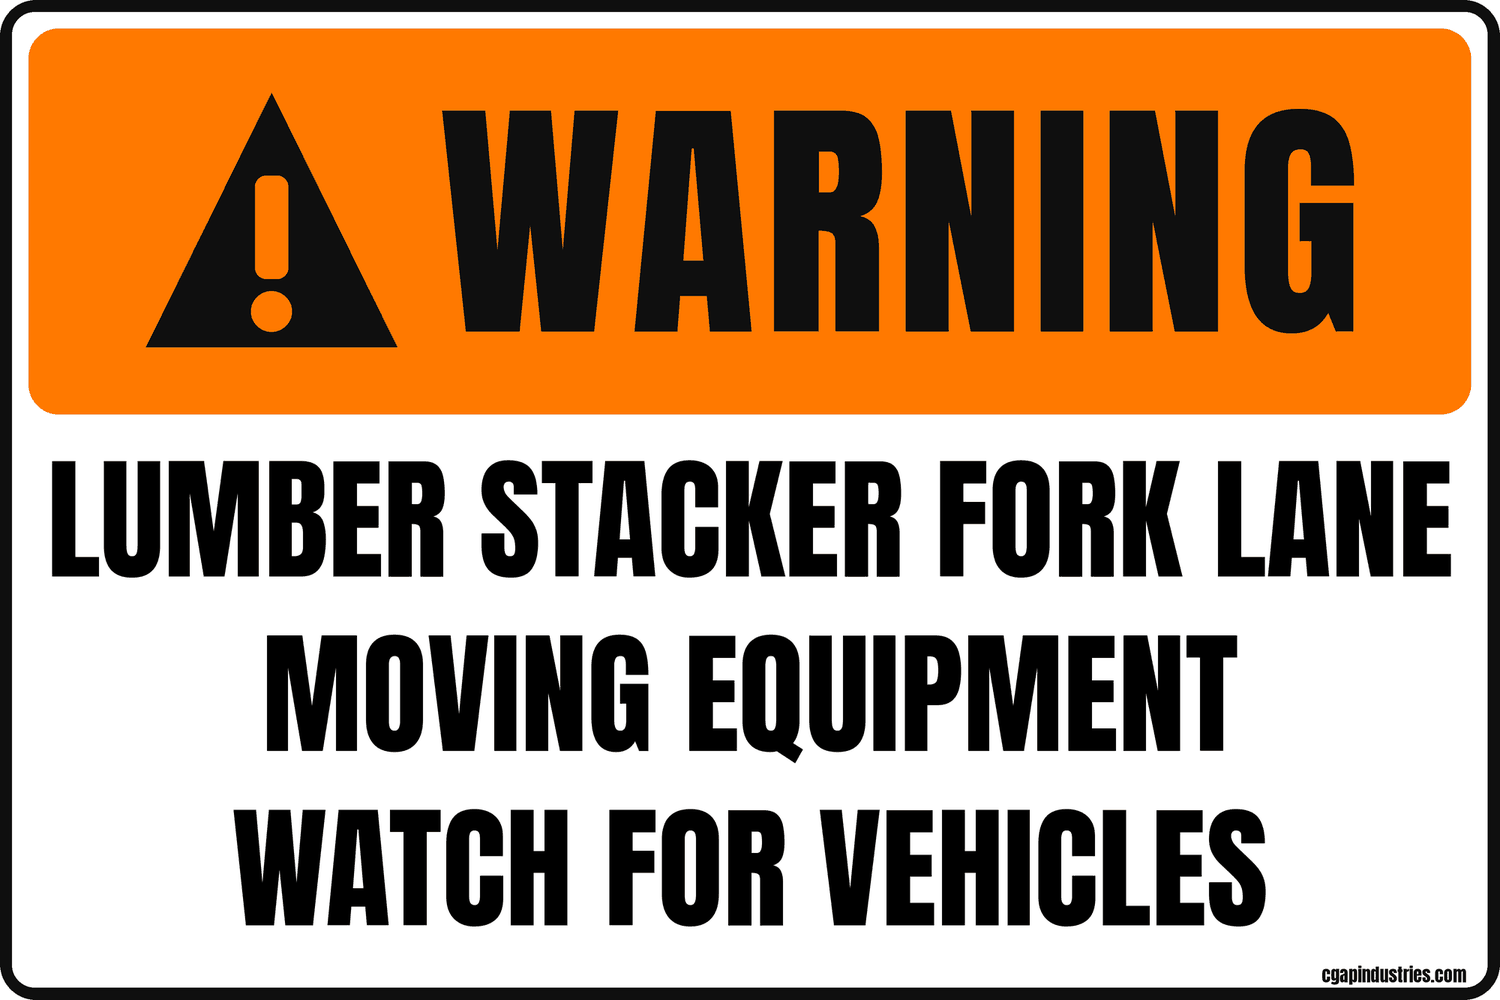 WARNING
LUMBER STACKER FORK LANE
MOVING EQUIPMENT
WATCH FOR VEHICLES
cgapindustries.com